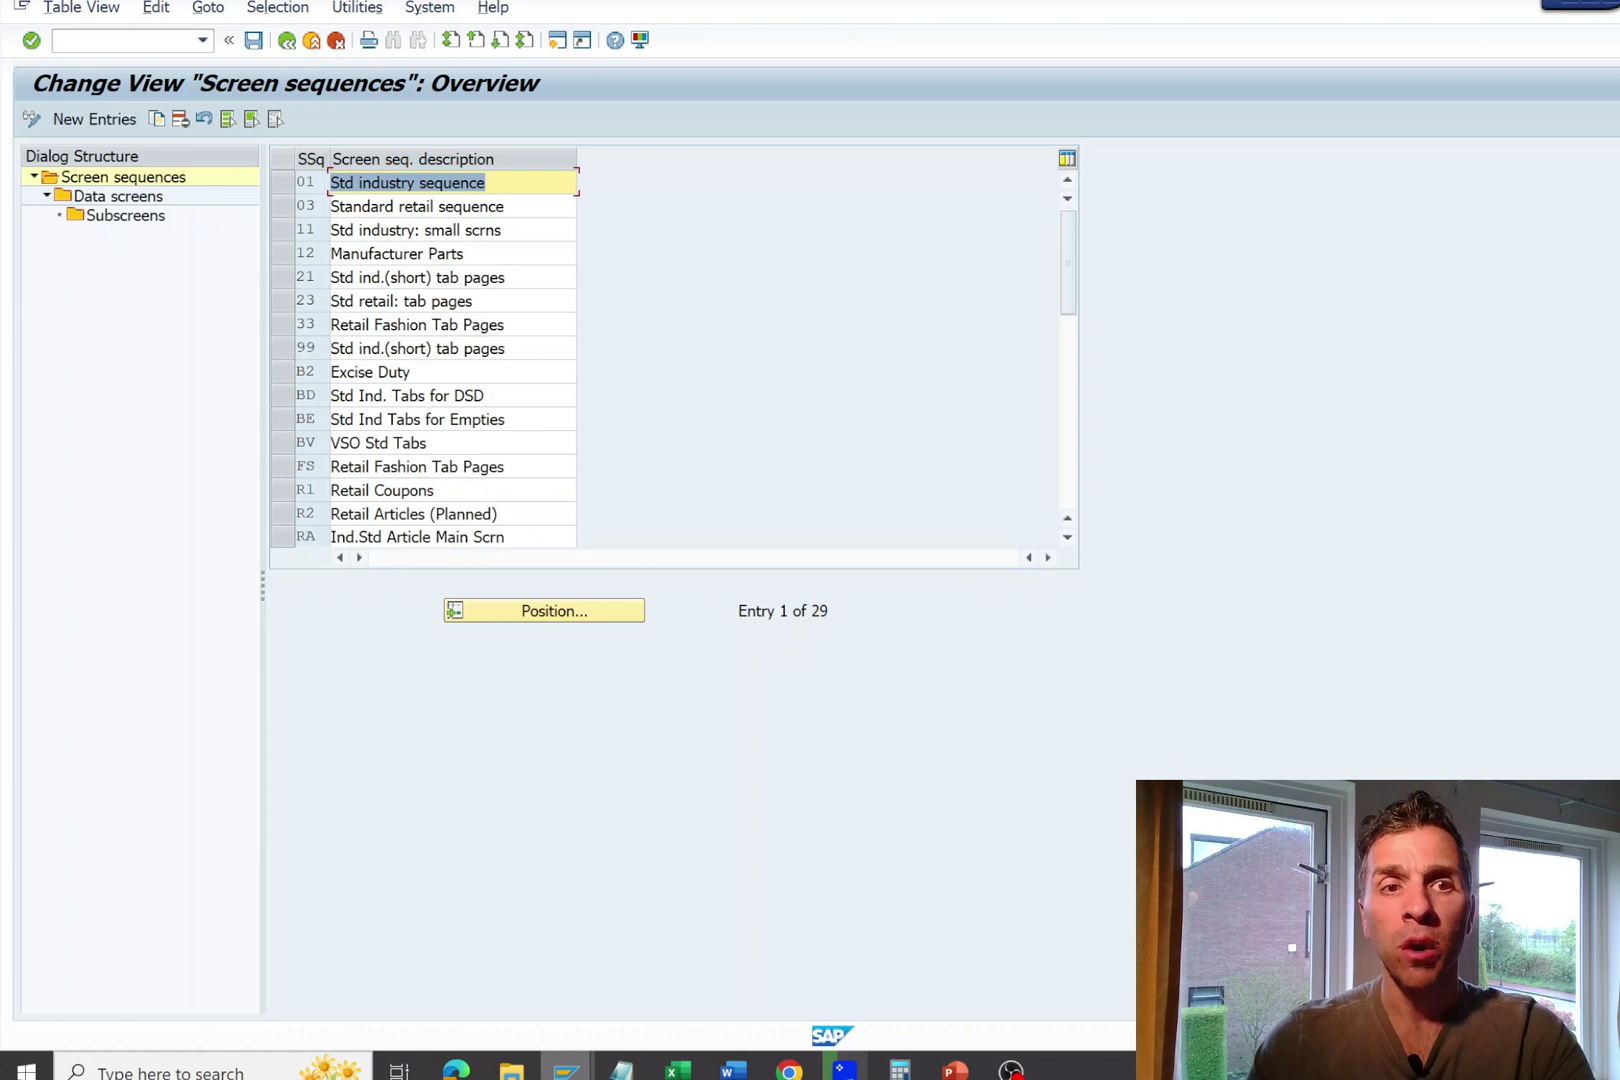 Table View Edit Goto Selection Utilities System Help
Change View "Screen sequences": Overview
New Entries
Dialog Structure
Screen sequences
Data screens
Subscreens
SSq Screen seq. description
01 Std industry sequence
03 Standard retail sequence
11 Std industry: small scrns
12 Manufacturer Parts
21 Std ind.(short) tab pages
23 Std retail: tab pages
33 Retail Fashion Tab Pages
99 Std ind.(short) tab pages
B2 Excise Duty
BD Std Ind. Tabs for DSD
BE Std Ind Tabs for Empties
BV VSO Std Tabs
FS Retail Fashion Tab Pages
R1 Retail Coupons
R2 Retail Articles (Planned)
RA Ind.Std Article Main Scrn
Position... Entry 1 of 29
SAP
Type here to search